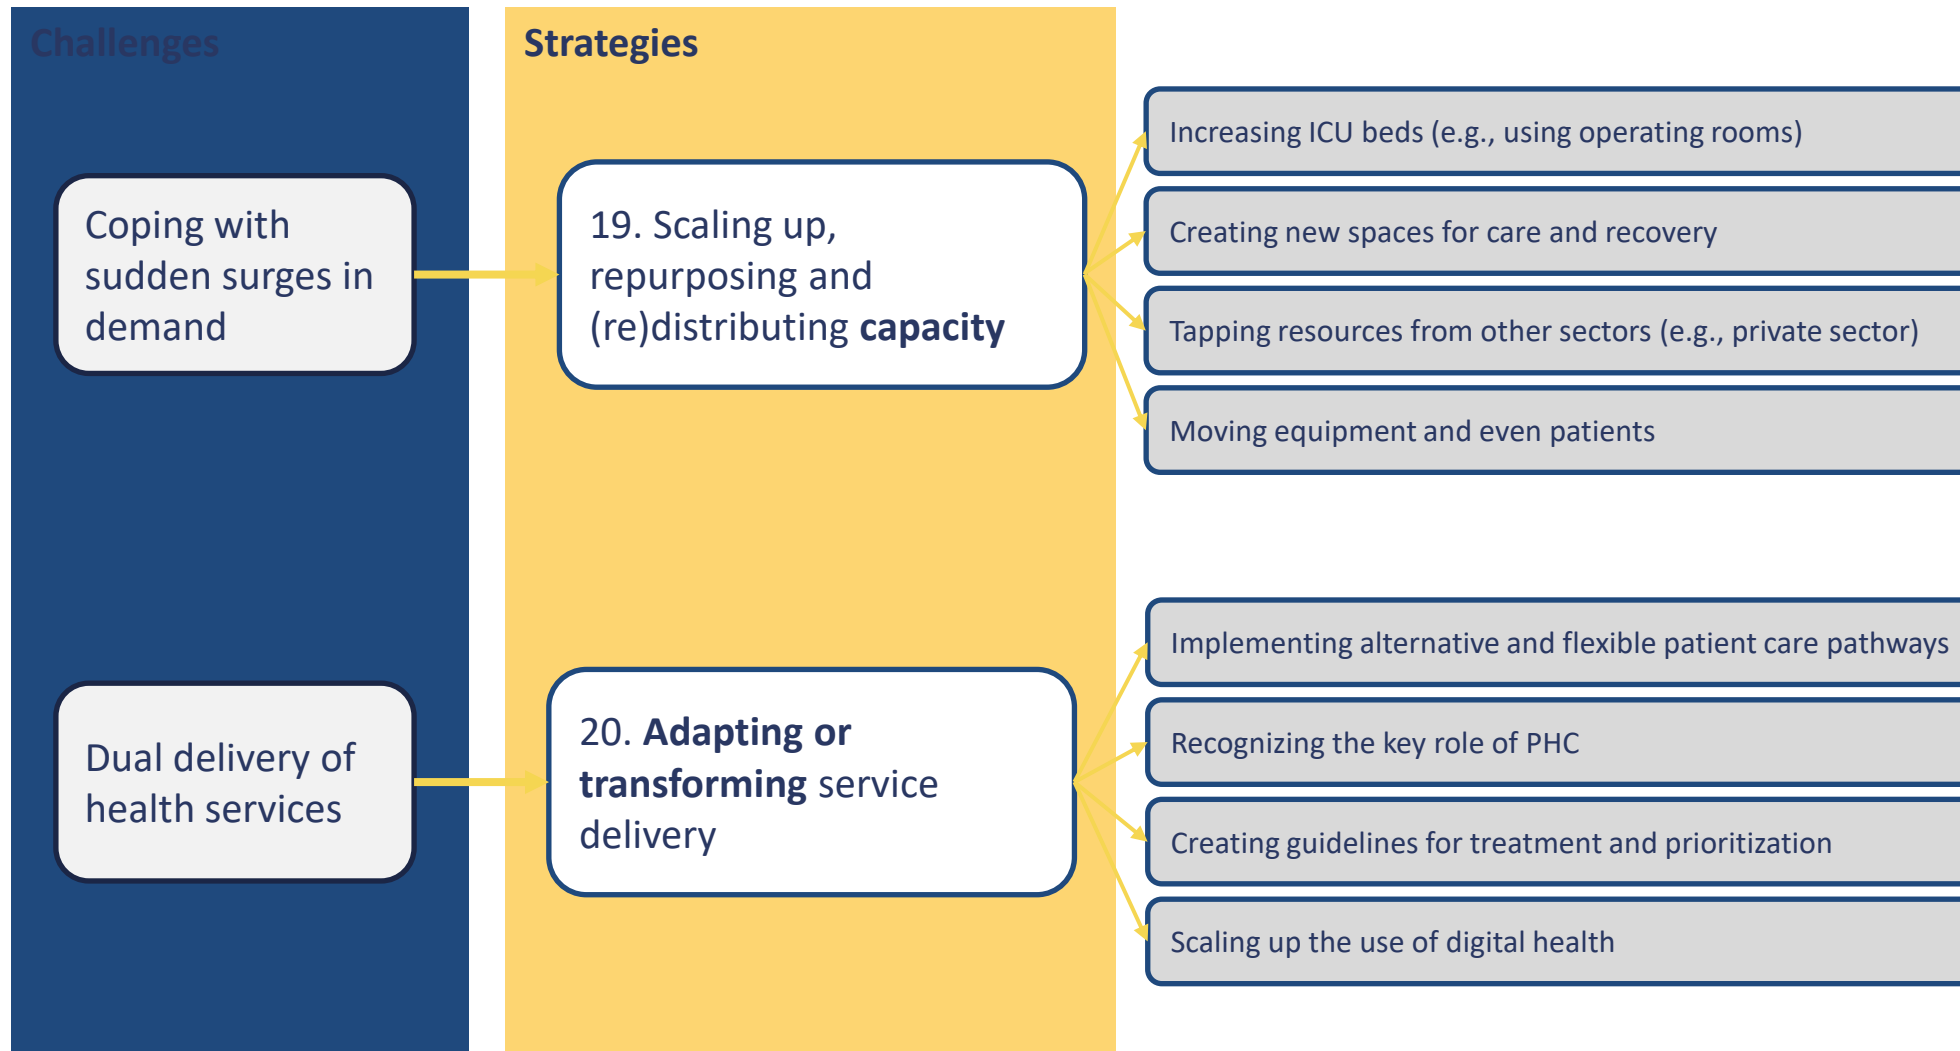 Challenges
Strategies
Coping with
sudden surges in
demand
19. Scaling up,
repurposing and
(re)distributing capacity
Increasing ICU beds (e.g., using operating rooms)
Creating new spaces for care and recovery
Tapping resources from other sectors (e.g., private sector)
Moving equipment and even patients
Dual delivery of
health services
20. Adapting or
transforming service
delivery
Implementing alternative and flexible patient care pathways
Recognizing the key role of PHC
Creating guidelines for treatment and prioritization
Scaling up the use of digital health